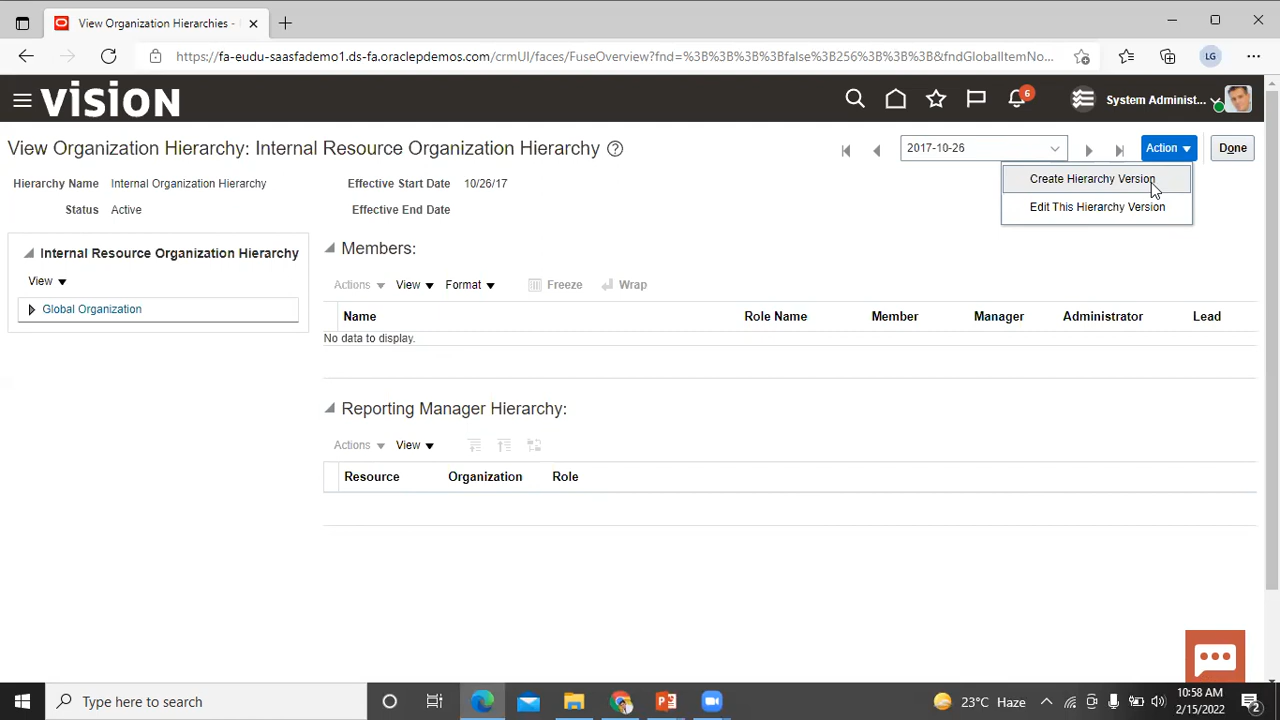 View Organization Hierarchies -
https://fa-eudu-saasfademo1.ds-fa.oraclepdemos.com/crmUI/faces/FuseOverview?fnd=%3B%3B%3B%3Bfalse%3B256%3B%3B%3B&fndGlobalItemNo...
LG
VISION
6
System Administ...
View Organization Hierarchy: Internal Resource Organization Hierarchy
2017-10-26
Action
Done
Hierarchy Name Internal Organization Hierarchy
Effective Start Date 10/26/17
Create Hierarchy Version
Status Active
Effective End Date
Edit This Hierarchy Version
Internal Resource Organization Hierarchy
View
Global Organization
Members:
Actions View Format Freeze Wrap
Name Role Name Member Manager Administrator Lead
No data to display.
Reporting Manager Hierarchy:
Actions View
Resource Organization Role
Type here to search
23°C Haze
10:58 AM
2/15/2022
2